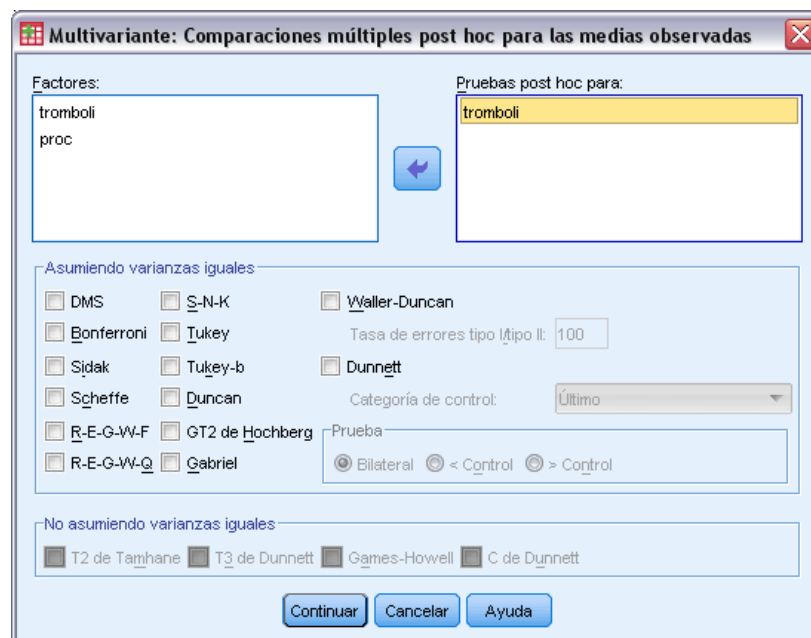 Multivariante: Comparaciones múltiples post hoc para las medias observadas
Factores:
tromboli
proc
Pruebas post hoc para:
tromboli
Asumiendo varianzas iguales
DMS
S-N-K
Waller-Duncan
Bonferroni
Tukey
Tasa de errores tipo I/tipo II: 100
Sidak
Tukey-b
Dunnett
Scheffe
Duncan
Categoría de control: Último
R-E-G-W-F
GT2 de Hochberg
Prueba
R-E-G-W-Q
Gabriel
Bilateral < Control > Control
No asumiendo varianzas iguales
T2 de Tamhane T3 de Dunnett Games-Howell C de Dunnett
Continuar Cancelar Ayuda